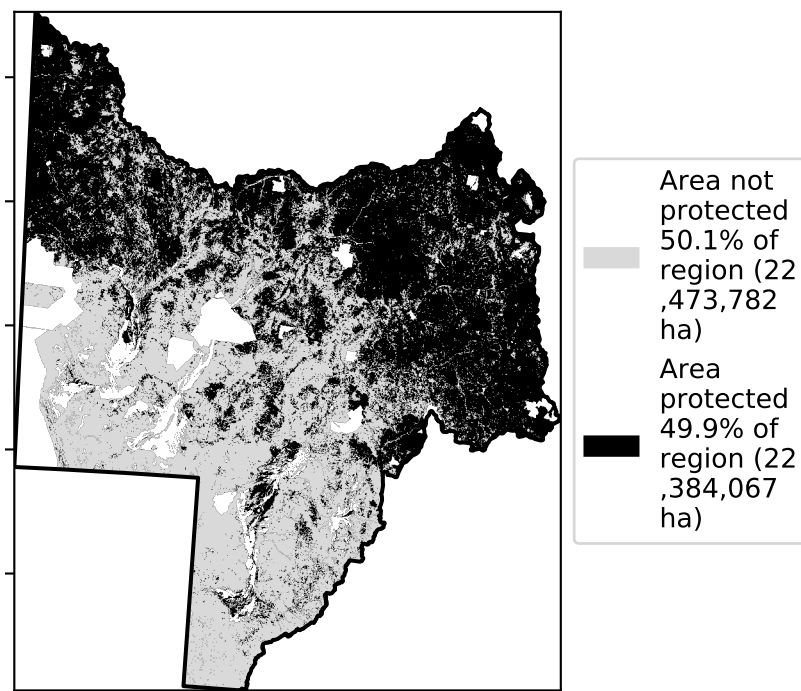 Area not
protected
50.1% of
region (22
,473,782
ha)
Area
protected
49.9% of
region (22
,384,067
ha)